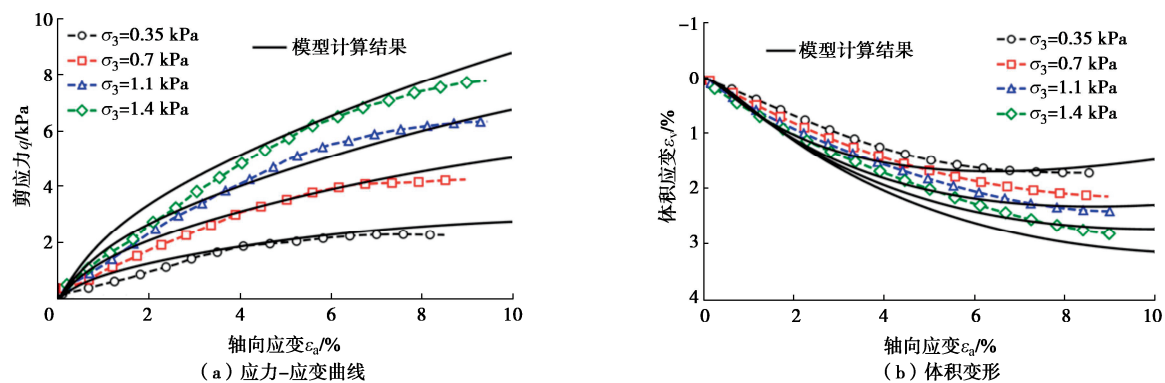 10
8
6
4
2
0
2
4
6
8
10
剪应力q/kPa
σ3=0.35 kPa
σ3=0.7 kPa
σ3=1.1 kPa
σ3=1.4 kPa
模型计算结果
轴向应变εa/%
(a) 应力-应变曲线
-1
0
1
2
3
4
0
2
4
6
8
10
体积应变εv/%
模型计算结果
σ3=0.35 kPa
σ3=0.7 kPa
σ3=1.1 kPa
σ3=1.4 kPa
轴向应变εa/%
(b) 体积变形